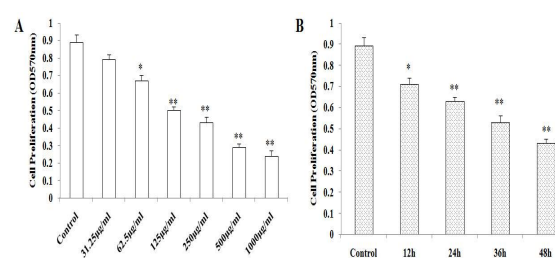 A
Cell Proliferation (OD570nm)
1
0.9
0.8
0.7
0.6
0.5
0.4
0.3
0.2
0.1
0
*
**
**
**
**
Control
31.25μg/ml
62.5μg/ml
125μg/ml
250μg/ml
500μg/ml
1000μg/ml
B
Cell Proliferation (OD570nm)
1
0.9
0.8
0.7
0.6
0.5
0.4
0.3
0.2
0.1
0
*
**
**
**
Control 12h 24h 36h 48h